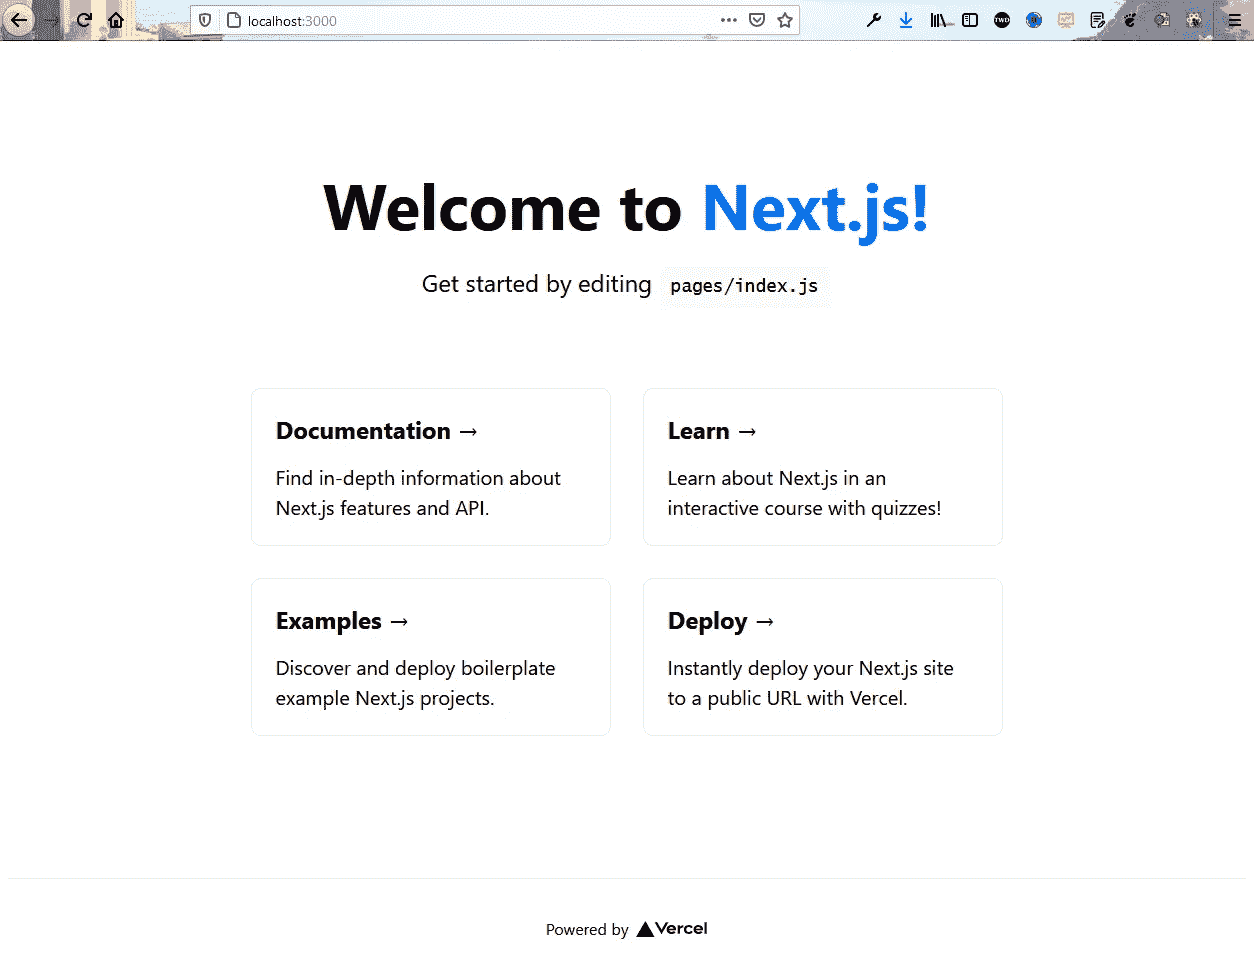 localhost:3000
TWD
Welcome to Next.js!
Get started by editing pages/index.js
Documentation →
Find in-depth information about
Next.js features and API.
Learn →
Learn about Next.js in an
interactive course with quizzes!
Examples →
Discover and deploy boilerplate
example Next.js projects.
Deploy →
Instantly deploy your Next.js site
to a public URL with Vercel.
Powered by Vercel